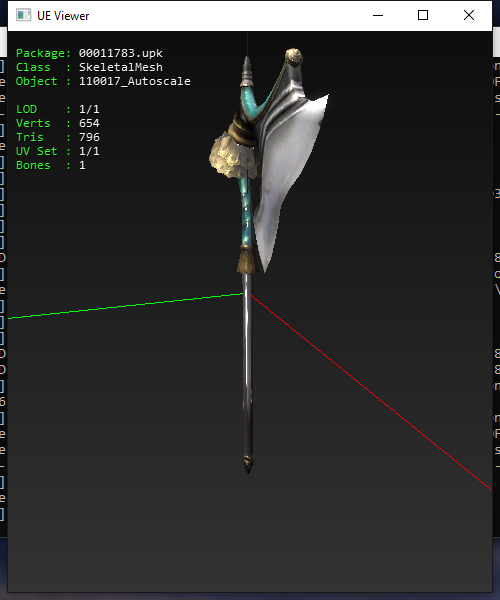 UE Viewer
Package: 00011783.upk
Class  : SkeletalMesh
Object : 110017_Autoscale
LOD    : 1/1
Verts  : 654
Tris   : 796
UV Set : 1/1
Bones  : 1